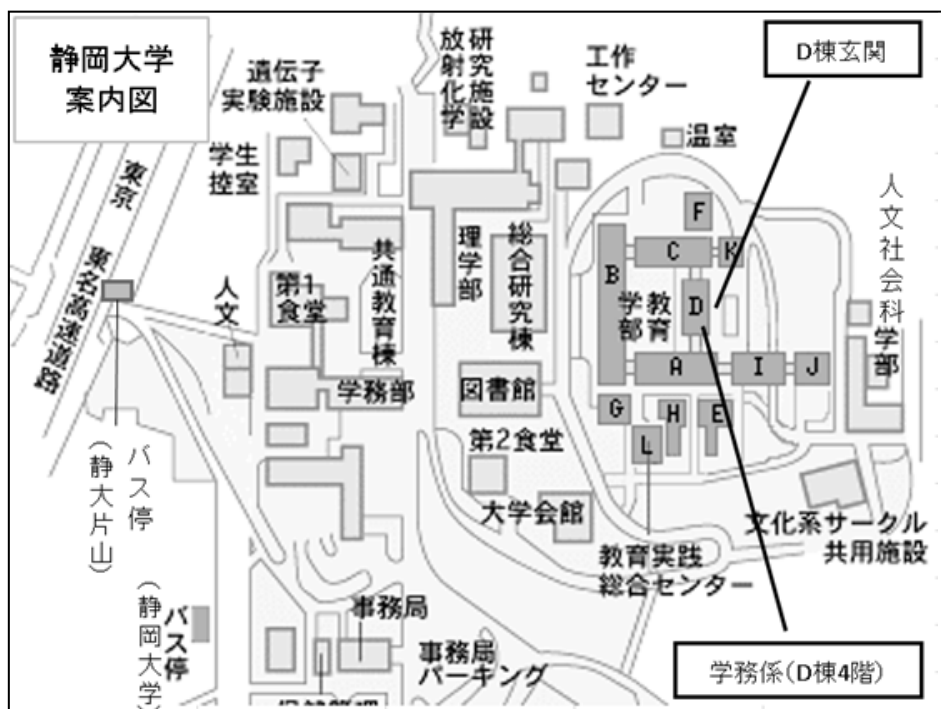 静岡大学
案内図
遺伝子
実験施設
放射化学
研究施設
工作
センター
D棟玄関
温室
学生
控室
東京
東名高速道路
人文
第1
食堂
共通教育棟
理学部
総合研究棟
F
C
K
B
D
教育
学部
A
I
J
G
H
E
L
人文社会科
学部
学務部
図書館
第2食堂
大学会館
バス停
(静大片山)
教育実践
総合センター
文化系サークル
共用施設
バス停
(静岡大学)
事務局
事務局
パーキング
学務係(D棟4階)